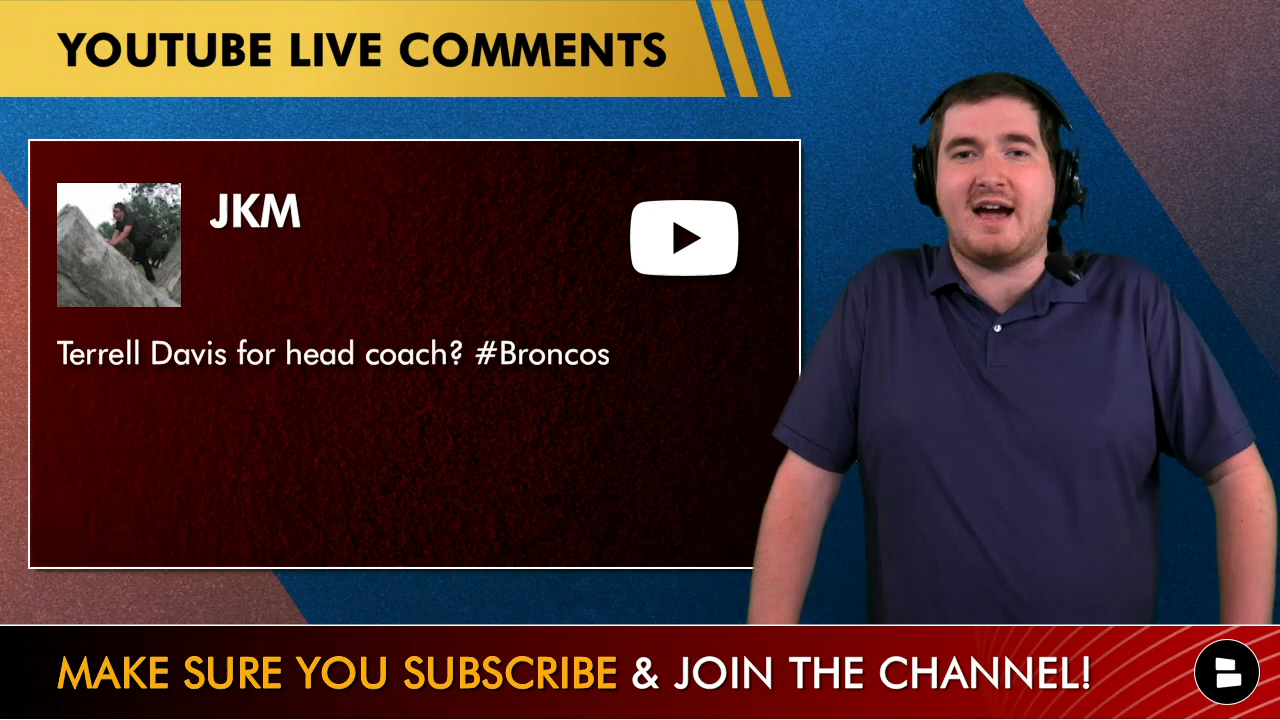 YOUTUBE LIVE COMMENTS
JKM
Terrell Davis for head coach? #Broncos
MAKE SURE YOU SUBSCRIBE & JOIN THE CHANNEL!